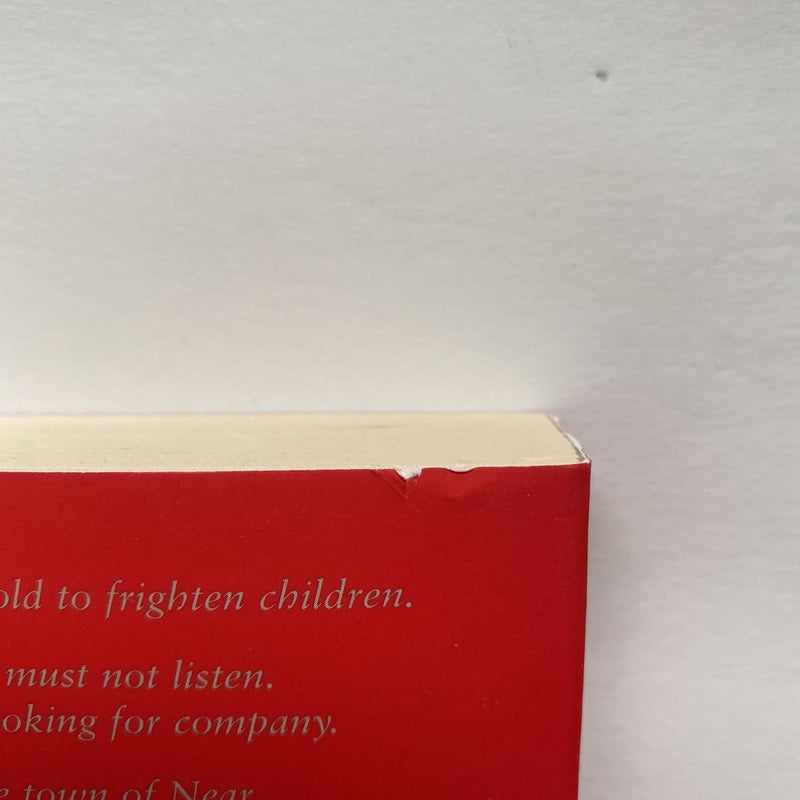 old to frighten children.
must not listen.
ooking for company.
e town of Near